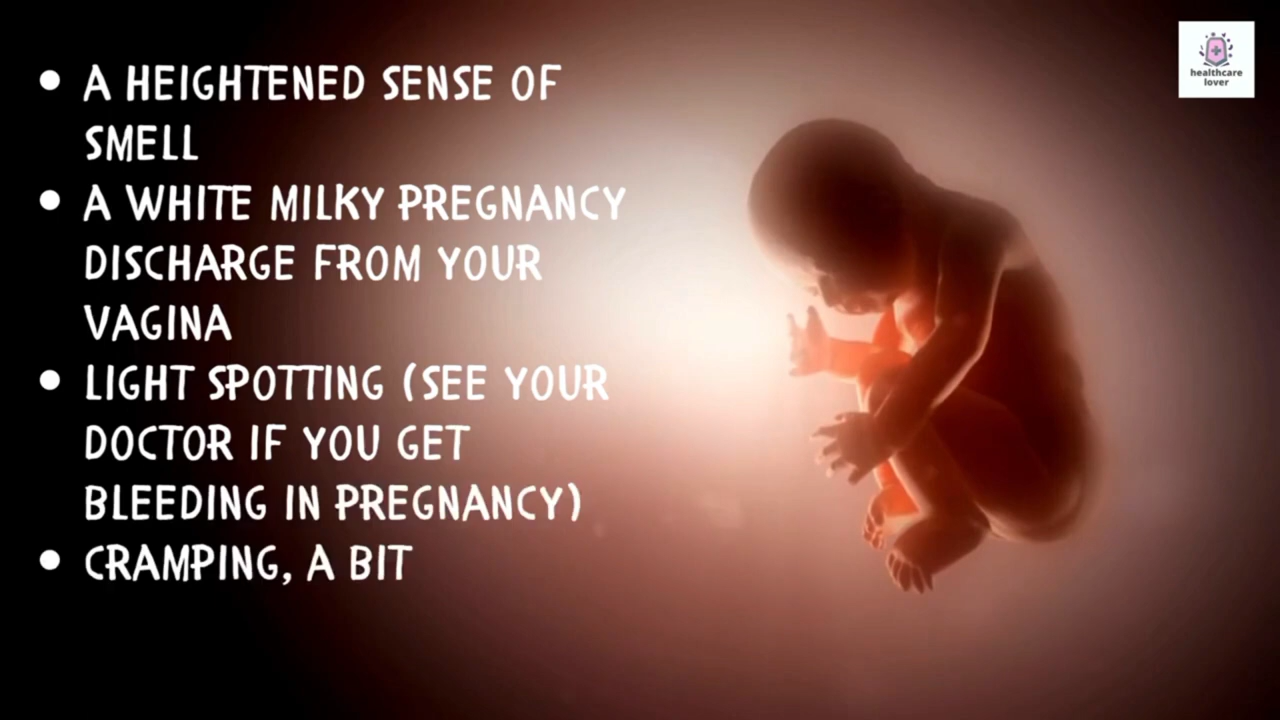 • A HEIGHTENED SENSE OF
SMELL
• A WHITE MILKY PREGNANCY
DISCHARGE FROM YOUR
VAGINA
• LIGHT SPOTTING (SEE YOUR
DOCTOR IF YOU GET
BLEEDING IN PREGNANCY)
• CRAMPING, A BIT
healthcare
lover